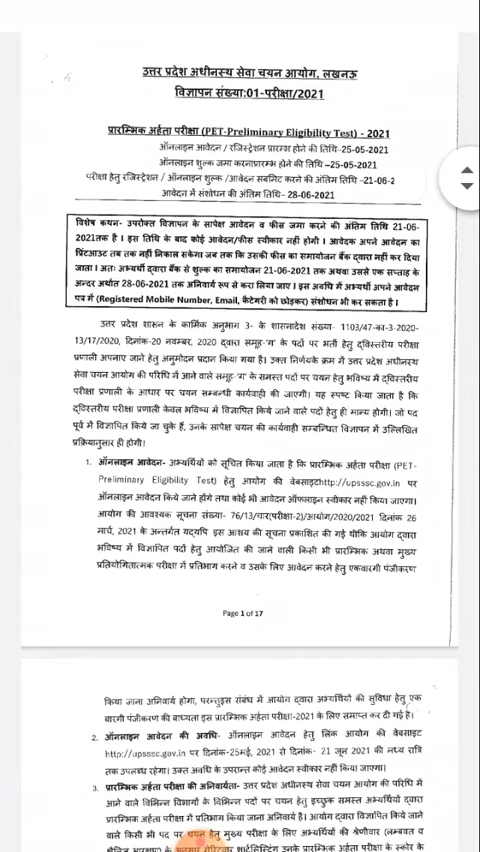 उत्तर प्रदेश अधीनस्थ सेवा चयन आयोग, लखनऊ
विज्ञापन संख्या:01-परीक्षा/2021
प्रारम्भिक अर्हता परीक्षा (PET-Preliminary Eligibility Test) - 2021
ऑनलाइन आवेदन / रजिस्ट्रेशन प्रारम्भ होने की तिथि-25-05-2021
ऑनलाइन शुल्क जमा करनाप्रारम्भ होने की तिथि –25-05-2021
परीक्षा हेतु रजिस्ट्रेशन / ऑनलाइन शुल्क /आवेदन सबमिट करने की अंतिम तिथि –21-06-2
आवेदन में संशोधन की अंतिम तिथि– 28-06-2021
विशेष कथन- उपरोक्त विज्ञापन के सापेक्ष आवेदन व फीस जमा करने की अंतिम तिथि 21-06-
2021तक है । इस तिथि के बाद कोई आवेदन/फीस स्वीकार नहीं होगी । आवेदक अपने आवेदन का
प्रिंटआउट तब तक नहीं निकाल सकेगा जब तक कि उसकी फीस का समायोजन बैंक द्वारा नहीं कर दिया
जाता। अतः अभ्यर्थी द्वारा बैंक से शुल्क का समायोजन 21-06-2021 तक अथवा उससे एक सप्ताह के
अन्दर अर्थात 28-06-2021 तक अनिवार्य रूप से करा लिया जाए । इस अवधि में अभ्यर्थी अपने आवेदन
पत्र में (Registered Mobile Number, Email, कैटेगरी को छोड़कर) संशोधन भी कर सकता है ।
उत्तर प्रदेश शासन के कार्मिक अनुभाग 3- के शासनादेश संख्या- 1103/47-का-3-2020-
13/17/2020, दिनांक-20 नवम्बर, 2020 द्वारा समूह-'ग' के पदों पर भर्ती हेतु द्विस्तरीय परीक्षा
प्रणाली अपनाए जाने हेतु अनुमोदन प्रदान किया गया है। उक्त निर्णयके क्रम में उत्तर प्रदेश अधीनस्थ
सेवा चयन आयोग की परिधि में आने वाले समूह-'ग' के समस्त पदों पर चयन हेतु भविष्य में द्विस्तरीय
परीक्षा प्रणाली के आधार पर चयन सम्बन्धी कार्यवाही की जाएगी। यह स्पष्ट किया जाता है कि
द्विस्तरीय परीक्षा प्रणाली केवल भविष्य में विज्ञापित किये जाने वाले पदों हेतु ही मान्य होगी। जो पद
पूर्व में विज्ञापित किये जा चुके हैं, उनके सापेक्ष चयन की कार्यवाही सम्बन्धित विज्ञापन में उल्लिखित
प्रक्रियानुसार ही होगी।
1. ऑनलाइन आवेदन- अभ्यर्थियों को सूचित किया जाता है कि प्रारम्भिक अर्हता परीक्षा (PET-
Preliminary Eligibility Test) हेतु आयोग की वेबसाइटhttp://upsssc.gov.in पर
ऑनलाइन आवेदन किये जाने होंगे तथा कोई भी आवेदन ऑफलाइन स्वीकार नहीं किया जाएगा।
आयोग की आवश्यक सूचना संख्या- 76/13/चार(परीक्षा-2)/आयोग/2020/2021 दिनांक 26
मार्च, 2021 के अन्तर्गत यद्यपि इस आशय की सूचना प्रकाशित की गई थीकि आयोग द्वारा
भविष्य में विज्ञापित पदों हेतु आयोजित की जाने वाली किसी भी प्रारम्भिक अथवा मुख्य
प्रतियोगितात्मक परीक्षा में प्रतिभाग करने व उसके लिए आवेदन करने हेतु एकवारगी पंजीकरण
Page 1 of 17
किया जाना अनिवार्य होगा, परन्तुइस संबंध में आयोग द्वारा अभ्यर्थियों की सुविधा हेतु एक
बारगी पंजीकरण की बाध्यता इस प्रारम्भिक अर्हता परीक्षा-2021 के लिए समाप्त कर दी गई है।
2. ऑनलाइन आवेदन की अवधि- ऑनलाइन आवेदन हेतु लिंक आयोग की वेबसाइट
http://upsssc.gov.in पर दिनांक-25मई, 2021 से दिनांक- 21 जून 2021 की मध्य रात्रि
तक उपलब्ध रहेगा। उक्त अवधि के उपरान्त कोई आवेदन स्वीकार नहीं किया जाएगा।
3. प्रारम्भिक अर्हता परीक्षा की अनिवार्यता- उत्तर प्रदेश अधीनस्थ सेवा चयन आयोग की परिधि में
आने वाले विभिन्न विभागों के विभिन्न पदों पर चयन हेतु इच्छुक समस्त अभ्यर्थियों द्वारा
प्रारम्भिक अर्हता परीक्षा में प्रतिभाग किया जाना अनिवार्य है। आयोग द्वारा विज्ञापित किये जाने
वाले किसी भी पद पर चयन हेतु मुख्य परीक्षा के लिए अभ्यर्थियों की श्रेणीवार (लम्बवत व
क्षैतिज आरक्षण) के अनुसार मेरिटवार शार्टलिस्टिंग उनके प्रारम्भिक अर्हता परीक्षा के स्कोर के